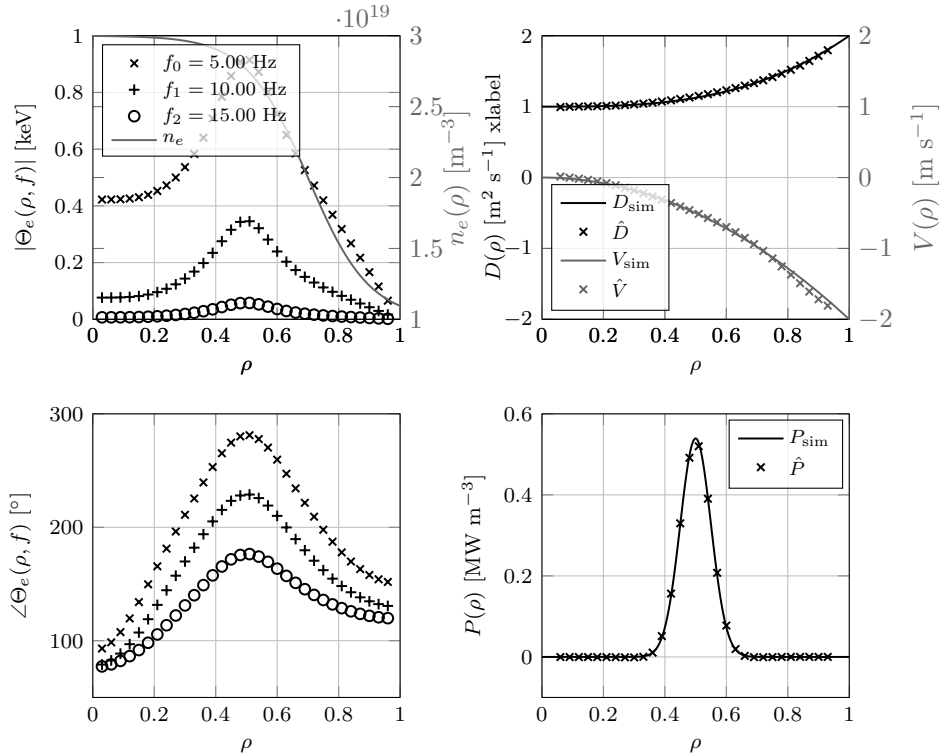 ·10^19
1
0.8
0.6
0.4
0.2
0
|Θ_e(ρ, f)| [keV]
f_0 = 5.00 Hz
f_1 = 10.00 Hz
f_2 = 15.00 Hz
n_e
3
2.5
2
1.5
1
n_e(ρ) [m^−3]
0 0.2 0.4 0.6 0.8 1
ρ
2
1
0
−1
−2
D(ρ) [m^2 s^−1] xlabel
D_sim
D̂
V_sim
V̂
2
1
0
−1
−2
V(ρ) [m s^−1]
0 0.2 0.4 0.6 0.8 1
ρ
300
200
100
∠Θ_e(ρ, f) [°]
0 0.2 0.4 0.6 0.8 1
ρ
0.6
0.4
0.2
0
P(ρ) [MW m^−3]
P_sim
P̂
0 0.2 0.4 0.6 0.8 1
ρ